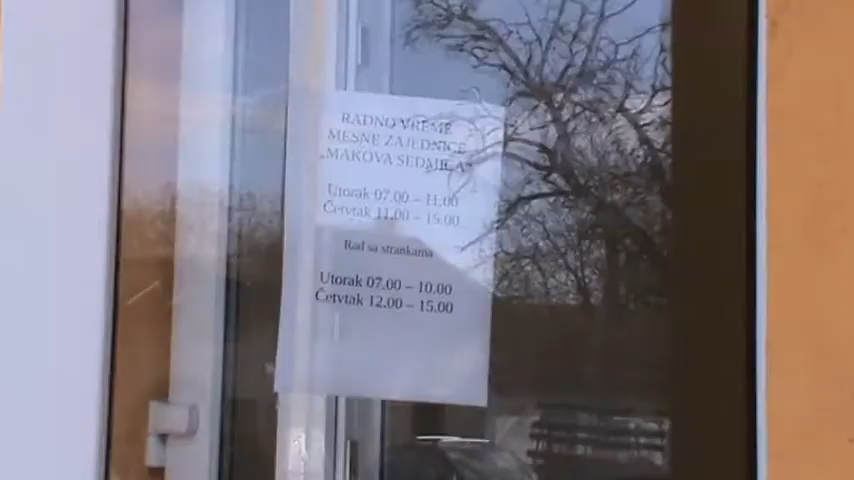 RADNO VREME
MESNE ZAJEDNICE
„MAKOVA SEDMICA“
Utorak 07.00 – 11.00
Četvtak 11.00 – 15.00
Rad sa strankama
Utorak 07.00 – 10.00
Četvtak 12.00 – 15.00